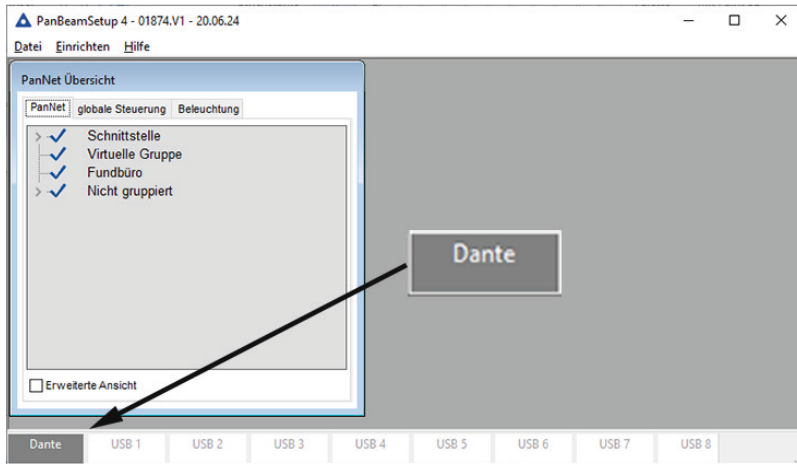 PanBeamSetup 4 - 01874.V1 - 20.06.24
Datei Einrichten Hilfe
PanNet Übersicht
PanNet globale Steuerung Beleuchtung
Schnittstelle
Virtuelle Gruppe
Fundbüro
Nicht gruppiert
Dante
Erweiterte Ansicht
Dante USB 1 USB 2 USB 3 USB 4 USB 5 USB 6 USB 7 USB 8